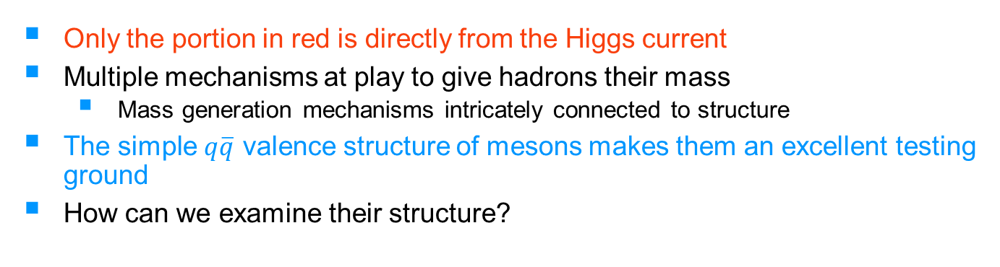 Only the portion in red is directly from the Higgs current
Multiple mechanisms at play to give hadrons their mass
Mass generation mechanisms intricately connected to structure
The simple qq̅ valence structure of mesons makes them an excellent testing
ground
How can we examine their structure?